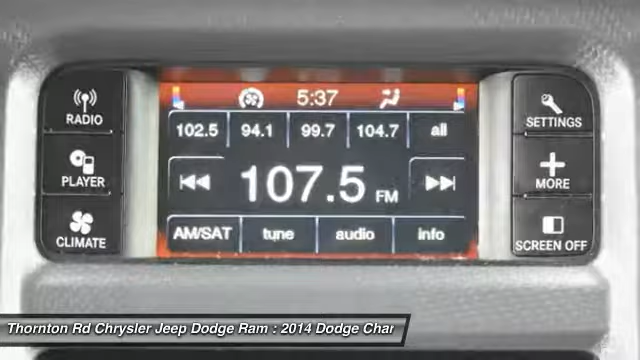 5:37
RADIO
102.5 94.1 99.7 104.7 all
SETTINGS
PLAYER
107.5 FM
MORE
CLIMATE
AM/SAT tune audio info
SCREEN OFF
Thornton Rd Chrysler Jeep Dodge Ram : 2014 Dodge Char